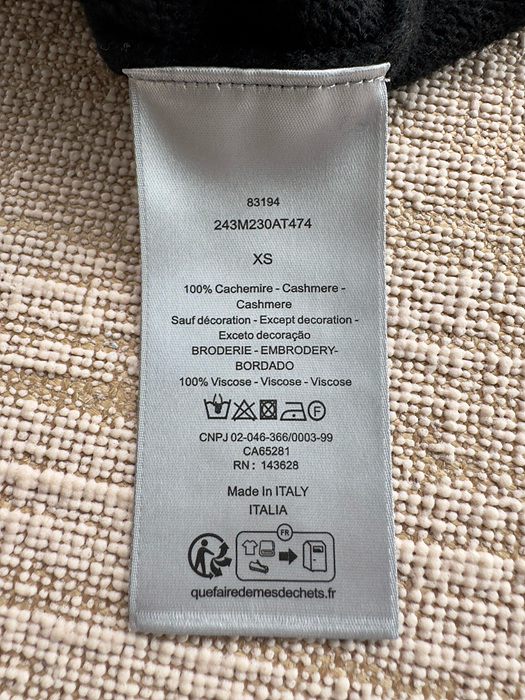 83194
243M230AT474
XS
100% Cachemire - Cashmere -
Cashmere
Sauf décoration - Except decoration -
Exceto decoração
BRODERIE - EMBRODERY-
BORDADO
100% Viscose - Viscose - Viscose
F
CNPJ 02-046-366/0003-99
CA65281
RN : 143628
Made In ITALY
ITALIA
FR
quefairedemesdechets.fr